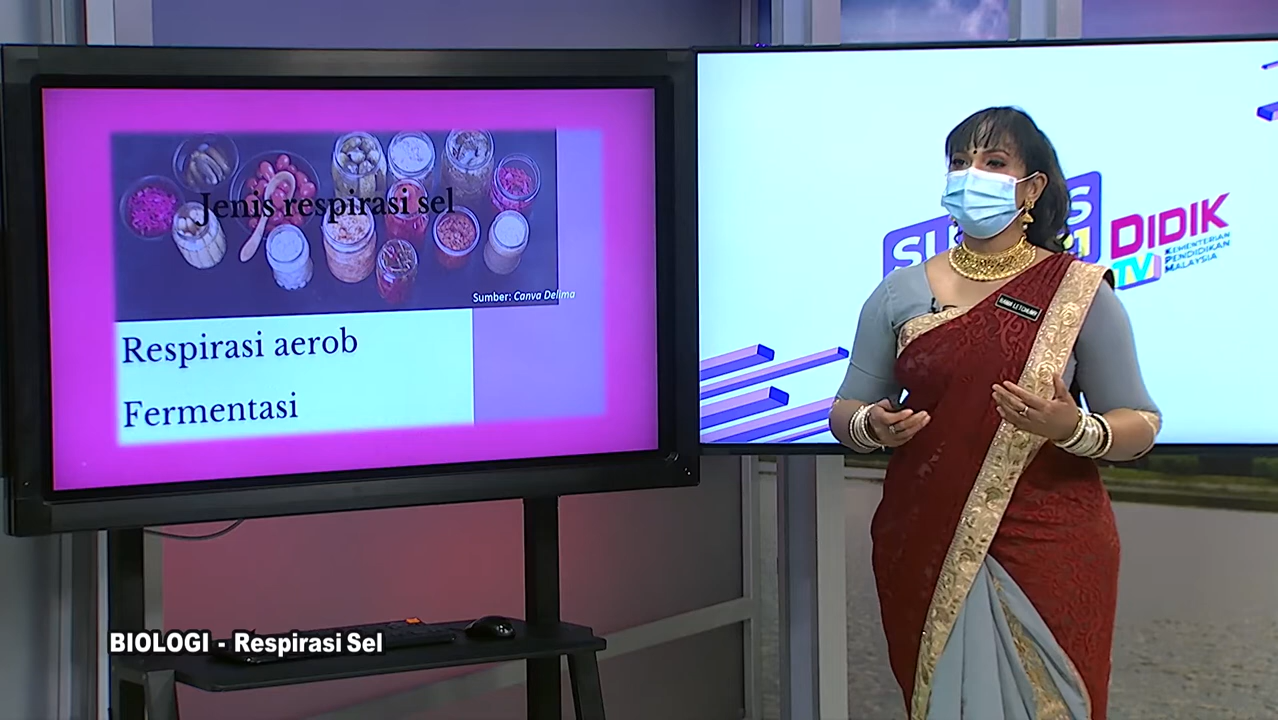 Jenis respirasi sel
Sumber: Canva Delima
Respirasi aerob
Fermentasi
DIDIK
TV
KEMENTERIAN
PENDIDIKAN
MALAYSIA
BIOLOGI - Respirasi Sel